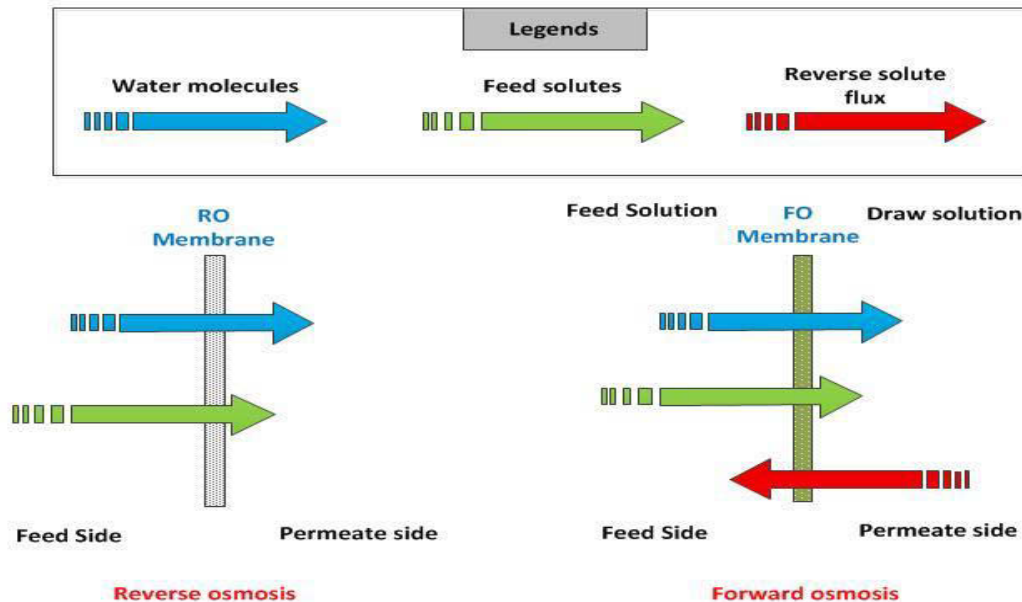 Legends
Water molecules
Feed solutes
Reverse solute
flux
RO
Membrane
Feed Side
Permeate side
Reverse osmosis
Feed Solution
FO
Membrane
Draw solution
Feed Side
Permeate side
Forward osmosis